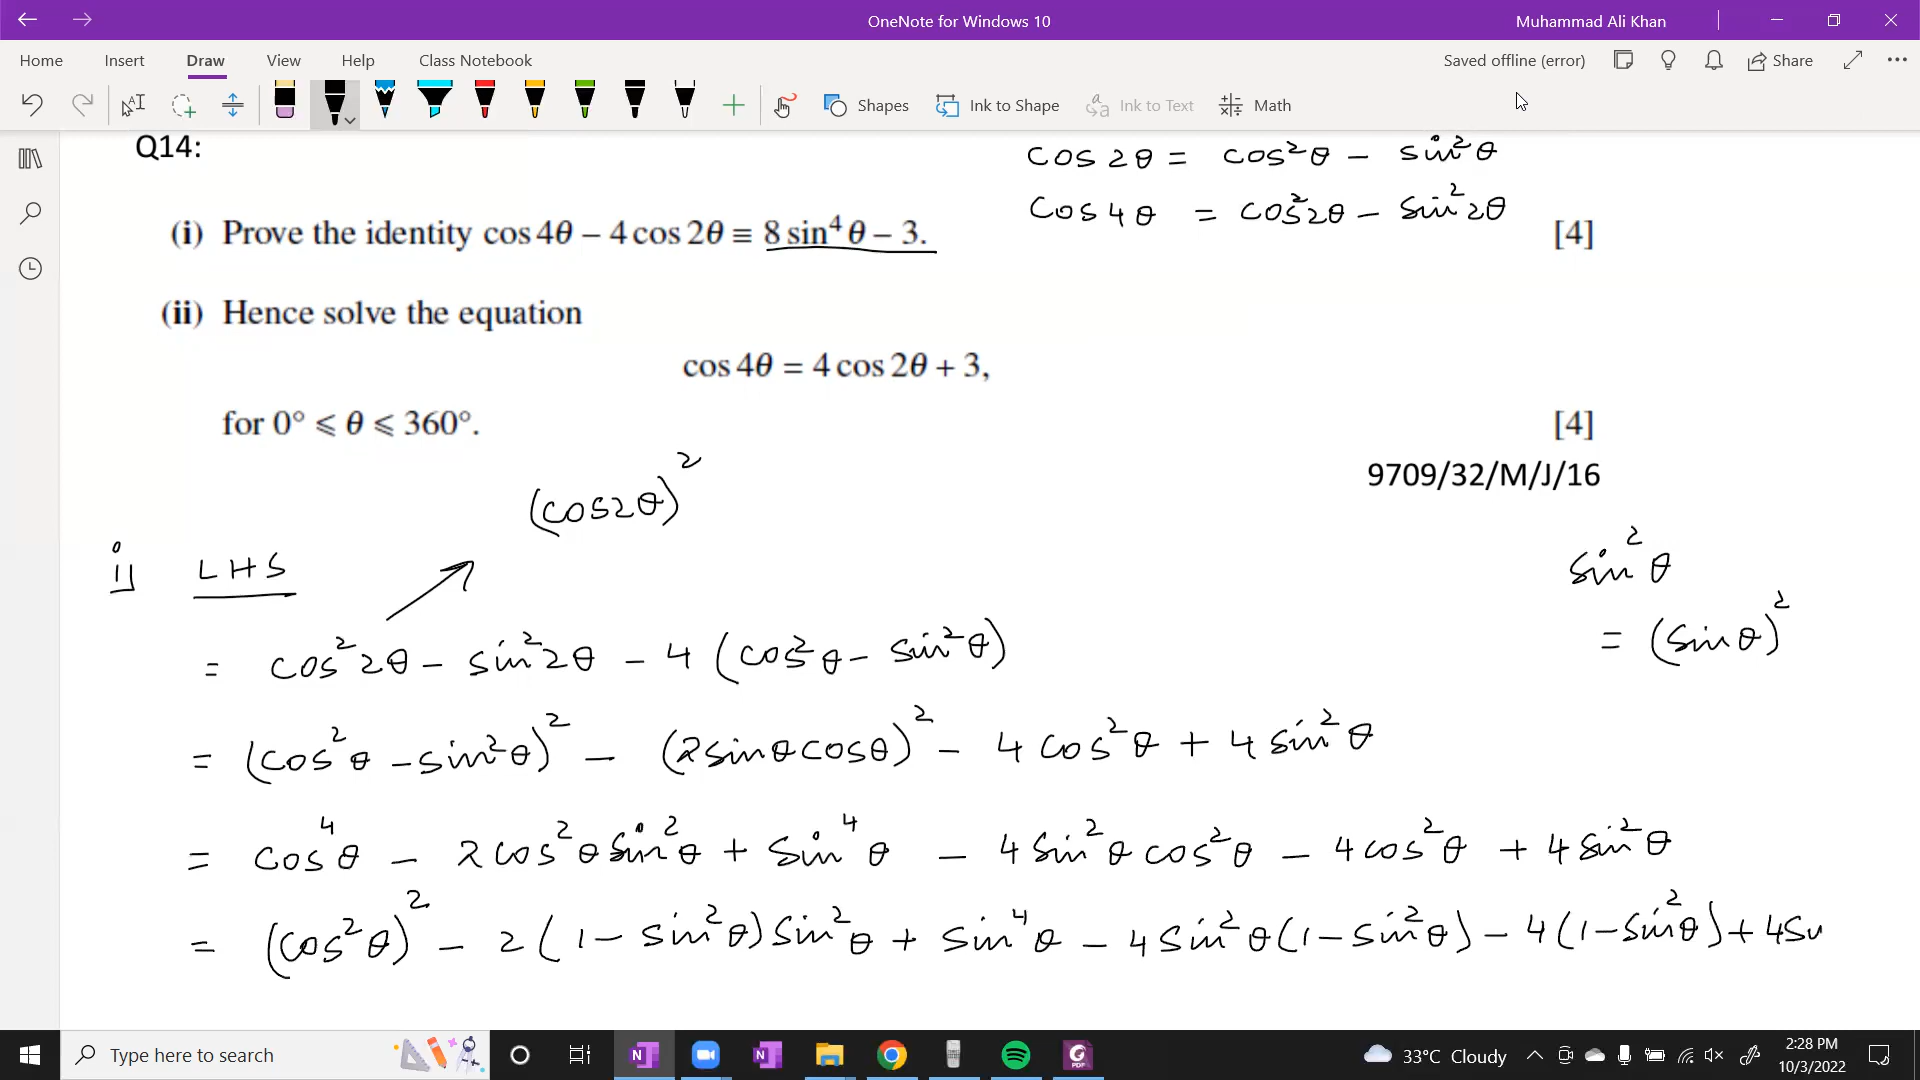 OneNote for Windows 10
Muhammad Ali Khan
Home Insert Draw View Help Class Notebook
Saved offline (error)
Share
Shapes
Ink to Shape
Ink to Text
Math
Q14:
cos 2θ = cos²θ − sin²θ
cos 4θ = cos²2θ − sin²2θ
(i) Prove the identity cos 4θ − 4 cos 2θ ≡ 8 sin⁴ θ − 3. [4]
(ii) Hence solve the equation
cos 4θ = 4 cos 2θ + 3,
for 0° ⩽ θ ⩽ 360°. [4]
9709/32/M/J/16
(cos2θ)²
i) LHS
sin²θ
= (sinθ)²
= cos²2θ − sin²2θ − 4 (cos²θ − sin²θ)
= (cos²θ − sin²θ)² − (2sinθcosθ)² − 4cos²θ + 4sin²θ
= cos⁴θ − 2cos²θsin²θ + sin⁴θ − 4sin²θcos²θ − 4cos²θ + 4sin²θ
= (cos²θ)² − 2(1−sin²θ)sin²θ + sin⁴θ − 4sin²θ(1−sin²θ) − 4(1−sin²θ) + 4si
Type here to search
33°C Cloudy
2:28 PM
10/3/2022